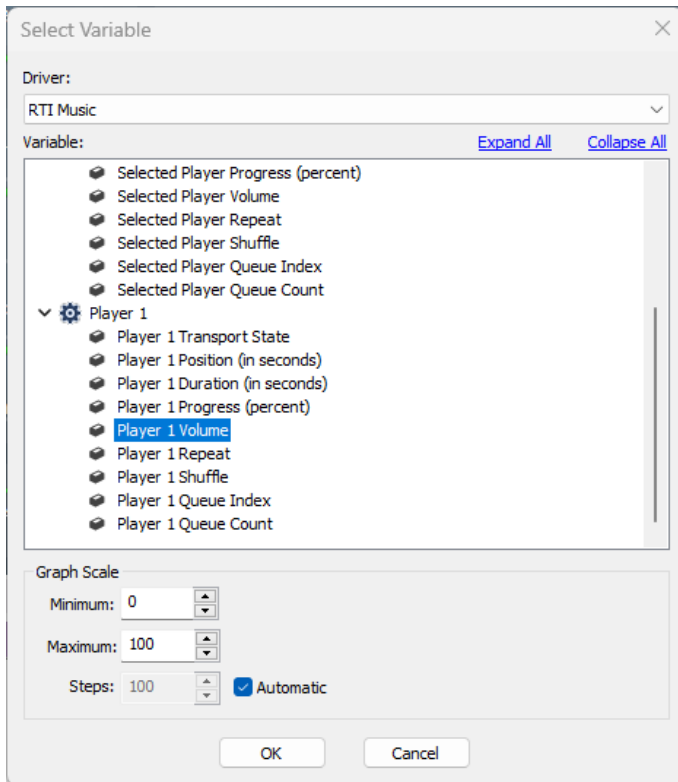 Select Variable
Driver:
RTI Music
Variable: Expand All Collapse All
Selected Player Progress (percent)
Selected Player Volume
Selected Player Repeat
Selected Player Shuffle
Selected Player Queue Index
Selected Player Queue Count
Player 1
Player 1 Transport State
Player 1 Position (in seconds)
Player 1 Duration (in seconds)
Player 1 Progress (percent)
Player 1 Volume
Player 1 Repeat
Player 1 Shuffle
Player 1 Queue Index
Player 1 Queue Count
Graph Scale
Minimum: 0
Maximum: 100
Steps: 100 Automatic
OK Cancel